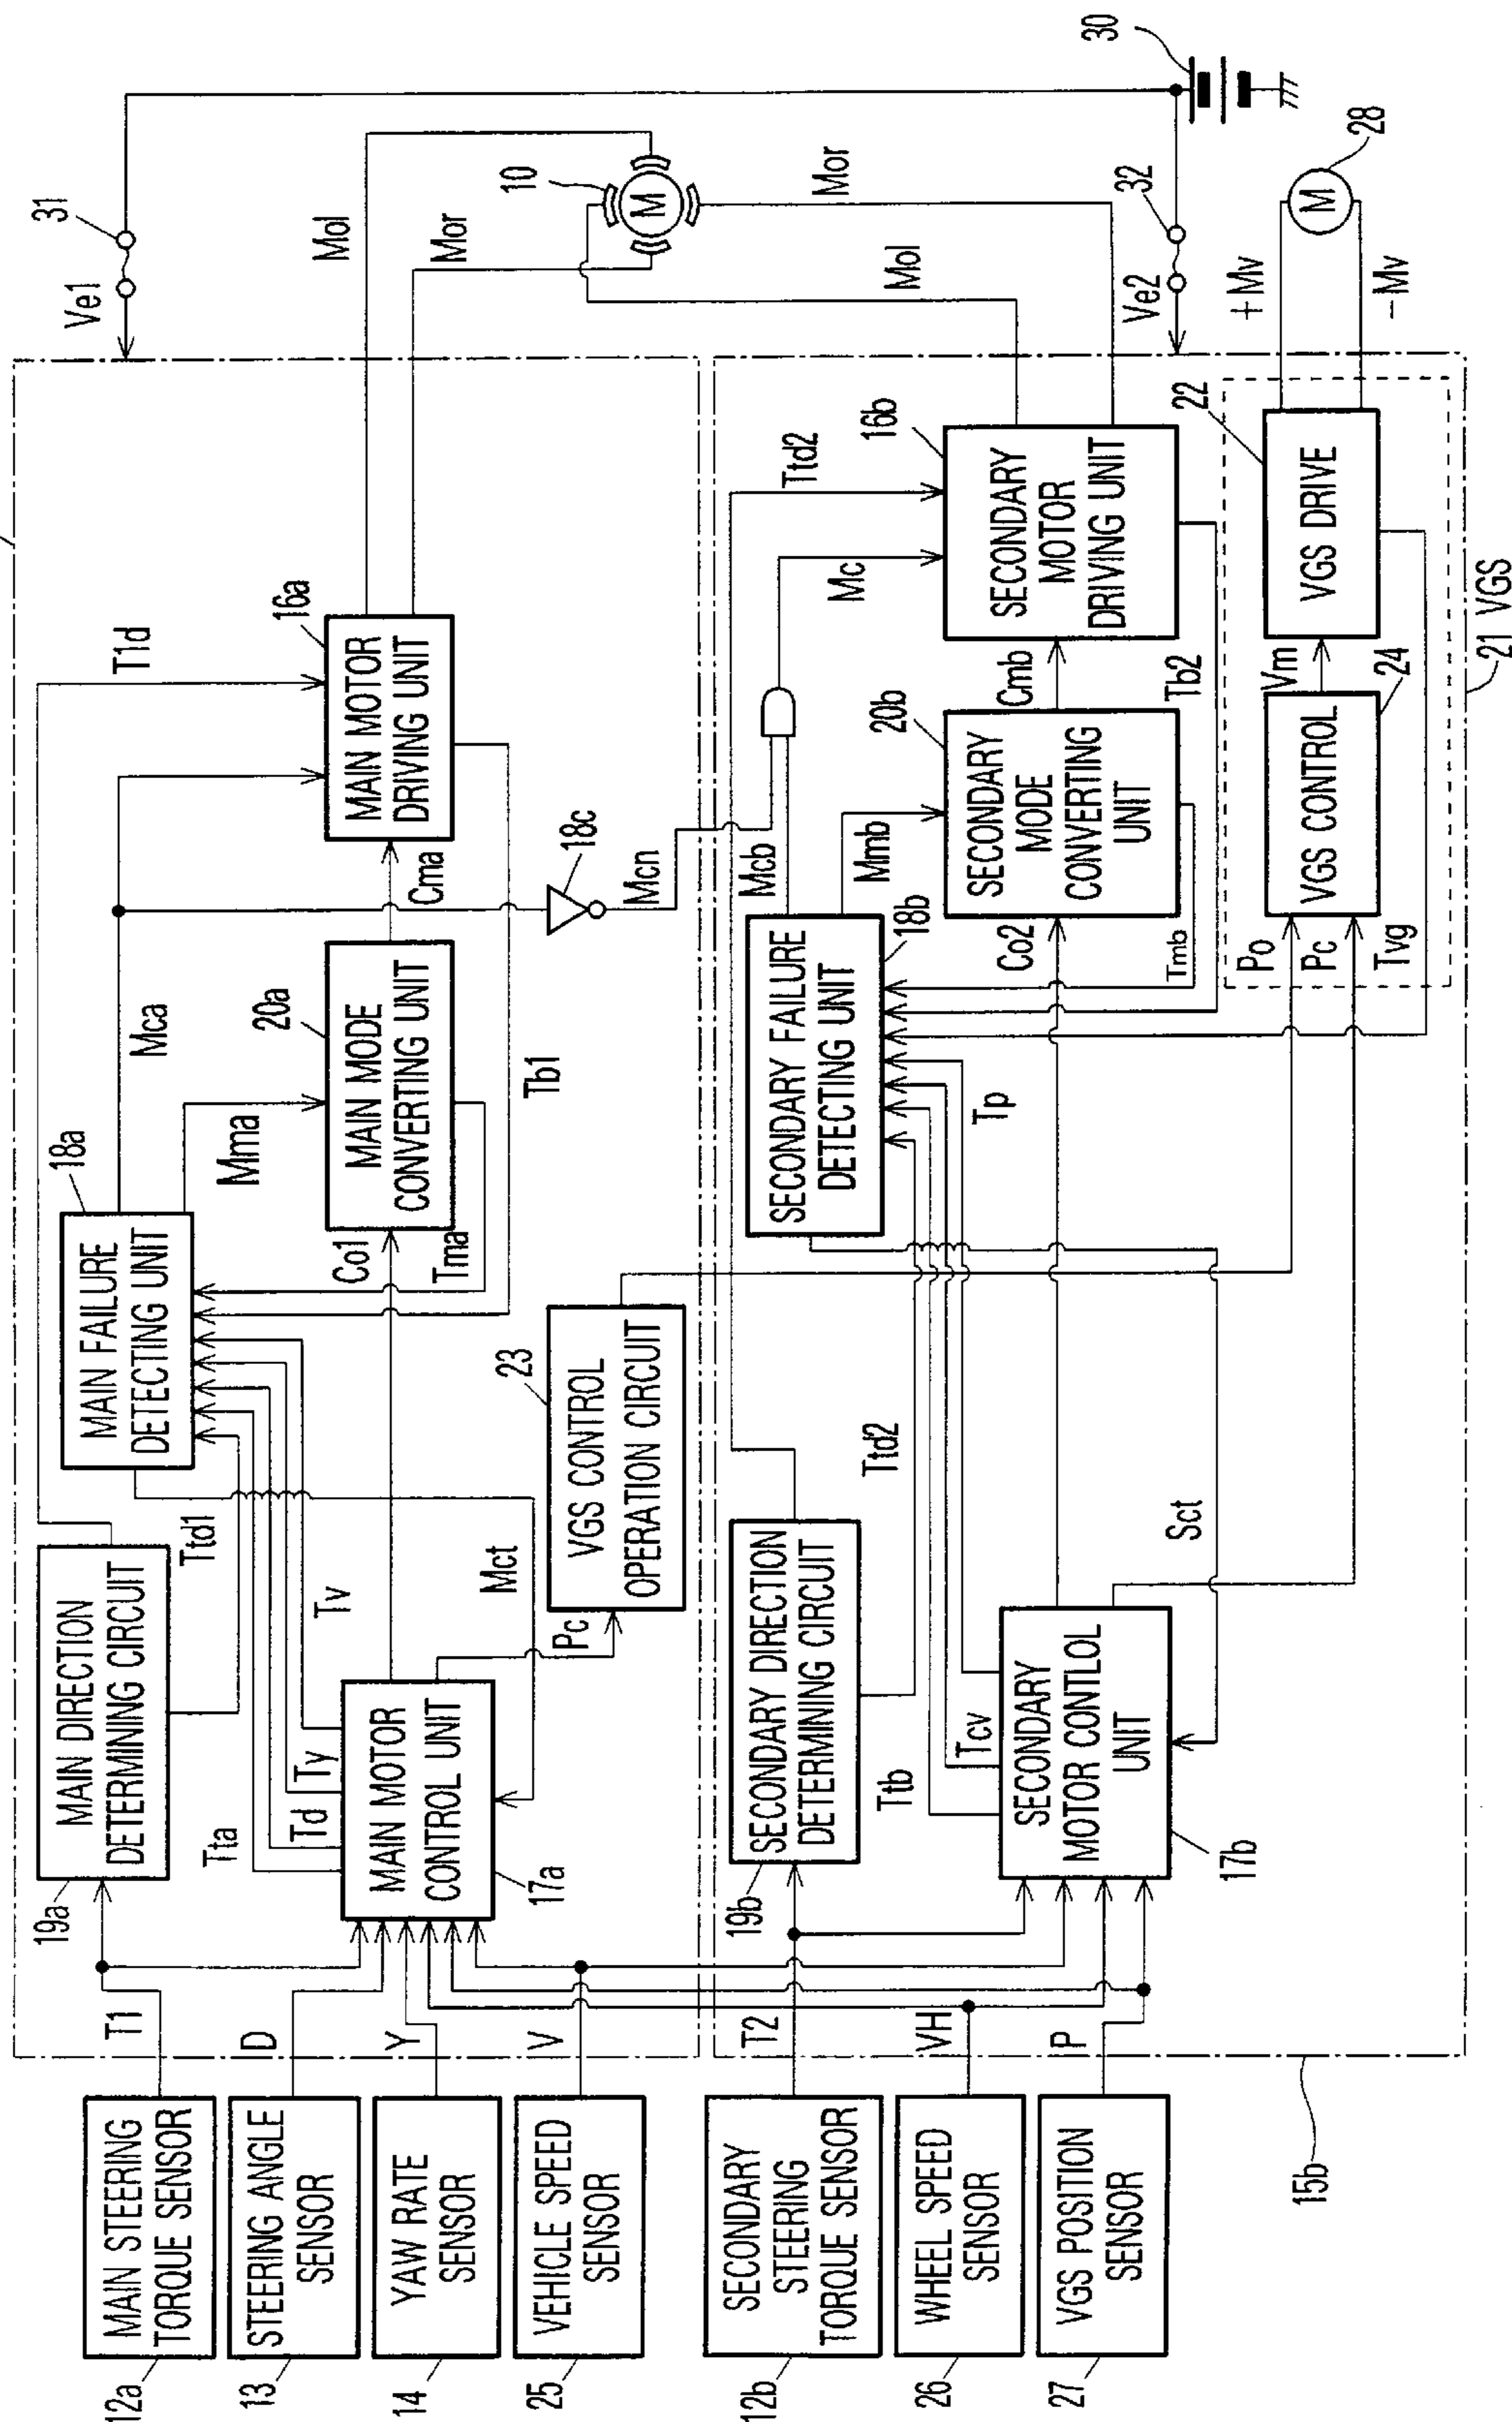 12a
MAIN STEERING
TORQUE SENSOR
T1
13
STEERING ANGLE
SENSOR
D
14
YAW RATE
SENSOR
Y
25
VEHICLE SPEED
SENSOR
V
12b
SECONDARY
STEERING
TORQUE SENSOR
T2
26
WHEEL SPEED
SENSOR
VH
27
VGS POSITION
SENSOR
P
15b
19a
MAIN DIRECTION
DETERMINING CIRCUIT
Ttd1
Tta
Td
Ty
Tv
MAIN MOTOR
CONTROL UNIT
17a
Mct
Pc
23
VGS CONTROL
OPERATION CIRCUIT
18a
MAIN FAILURE
DETECTING UNIT
Mca
Mma
Co1
Tma
20a
MAIN MODE
CONVERTING UNIT
Tb1
Cma
T1d
16a
MAIN MOTOR
DRIVING UNIT
18c
Mcn
Mol
Mor
Ve1
31
10
M
Mor
Mol
30
19b
SECONDARY DIRECTION
DETERMINING CIRCUIT
Ttd2
Ttb
Tcv
Tp
SECONDARY
MOTOR CONTLOL
UNIT
17b
Sct
SECONDARY FAILURE
DETECTING UNIT
18b
Mcb
Mmb
Co2
Tmb
20b
SECONDARY
MODE
CONVERTING
UNIT
Cmb
Tb2
Mc
Ttd2
16b
SECONDARY
MOTOR
DRIVING UNIT
Ve2
32
Po
Pc
Tvg
VGS CONTROL
24
Vm
22
VGS DRIVE
+Mv
-Mv
M
28
21 VGS